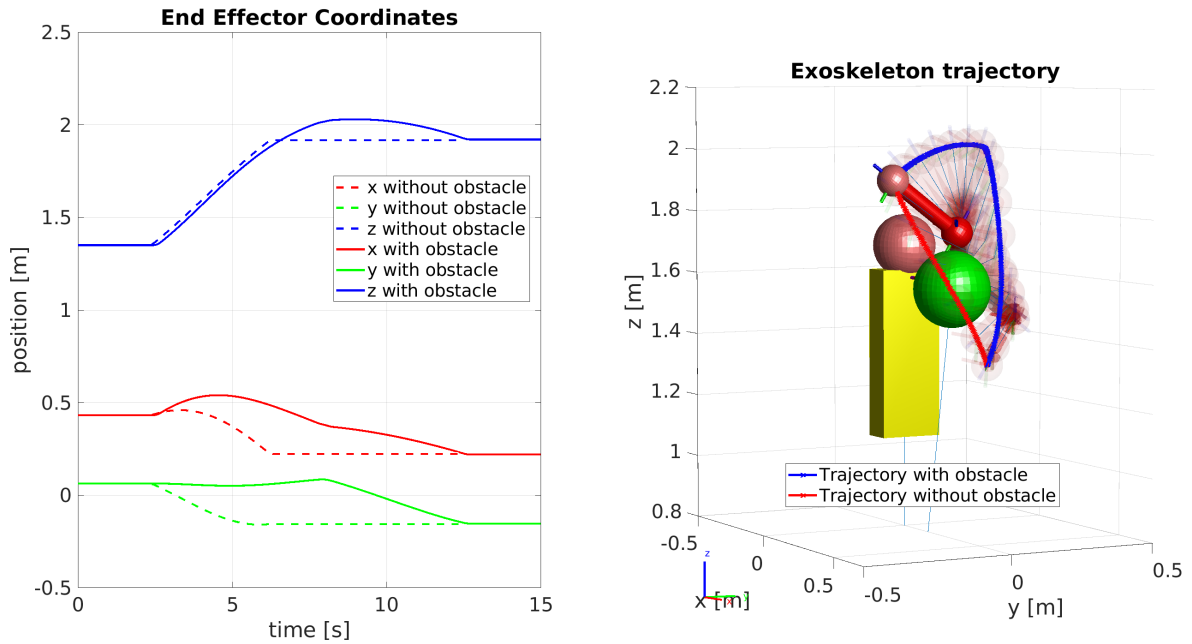 End Effector Coordinates
2.5
2
1.5
1
0.5
0
-0.5
position [m]
0
5
10
15
time [s]
x without obstacle
y without obstacle
z without obstacle
x with obstacle
y with obstacle
z with obstacle
Exoskeleton trajectory
2.2
2
1.8
1.6
1.4
1.2
1
0.8
z [m]
Trajectory with obstacle
Trajectory without obstacle
-0.5
0
0.5
x [m]
-0.5
0
0.5
y [m]
z
x
y